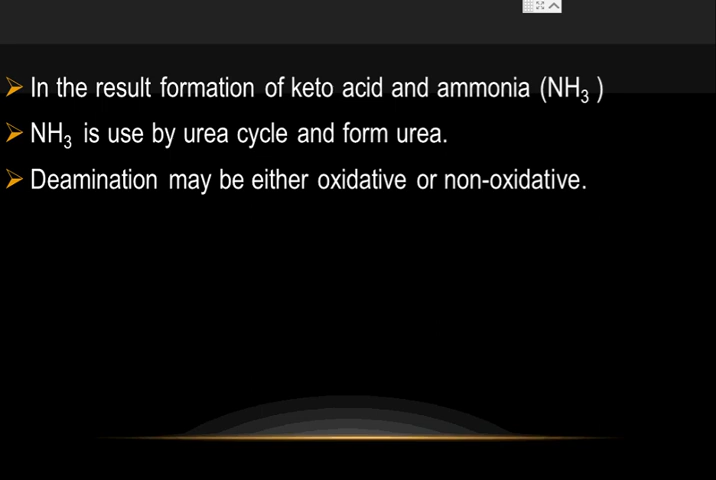 In the result formation of keto acid and ammonia (NH₃ )
NH₃ is use by urea cycle and form urea.
Deamination may be either oxidative or non-oxidative.